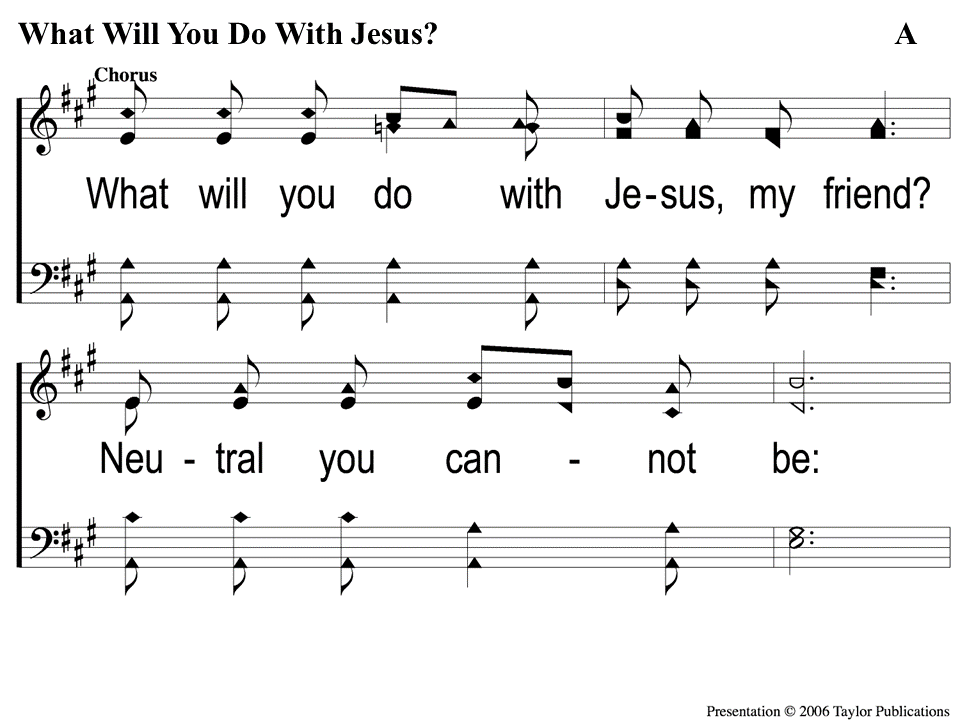 What Will You Do With Jesus? A
Chorus
What will you do with Je-sus, my friend?
Neu - tral you can - not be:
Presentation © 2006 Taylor Publications